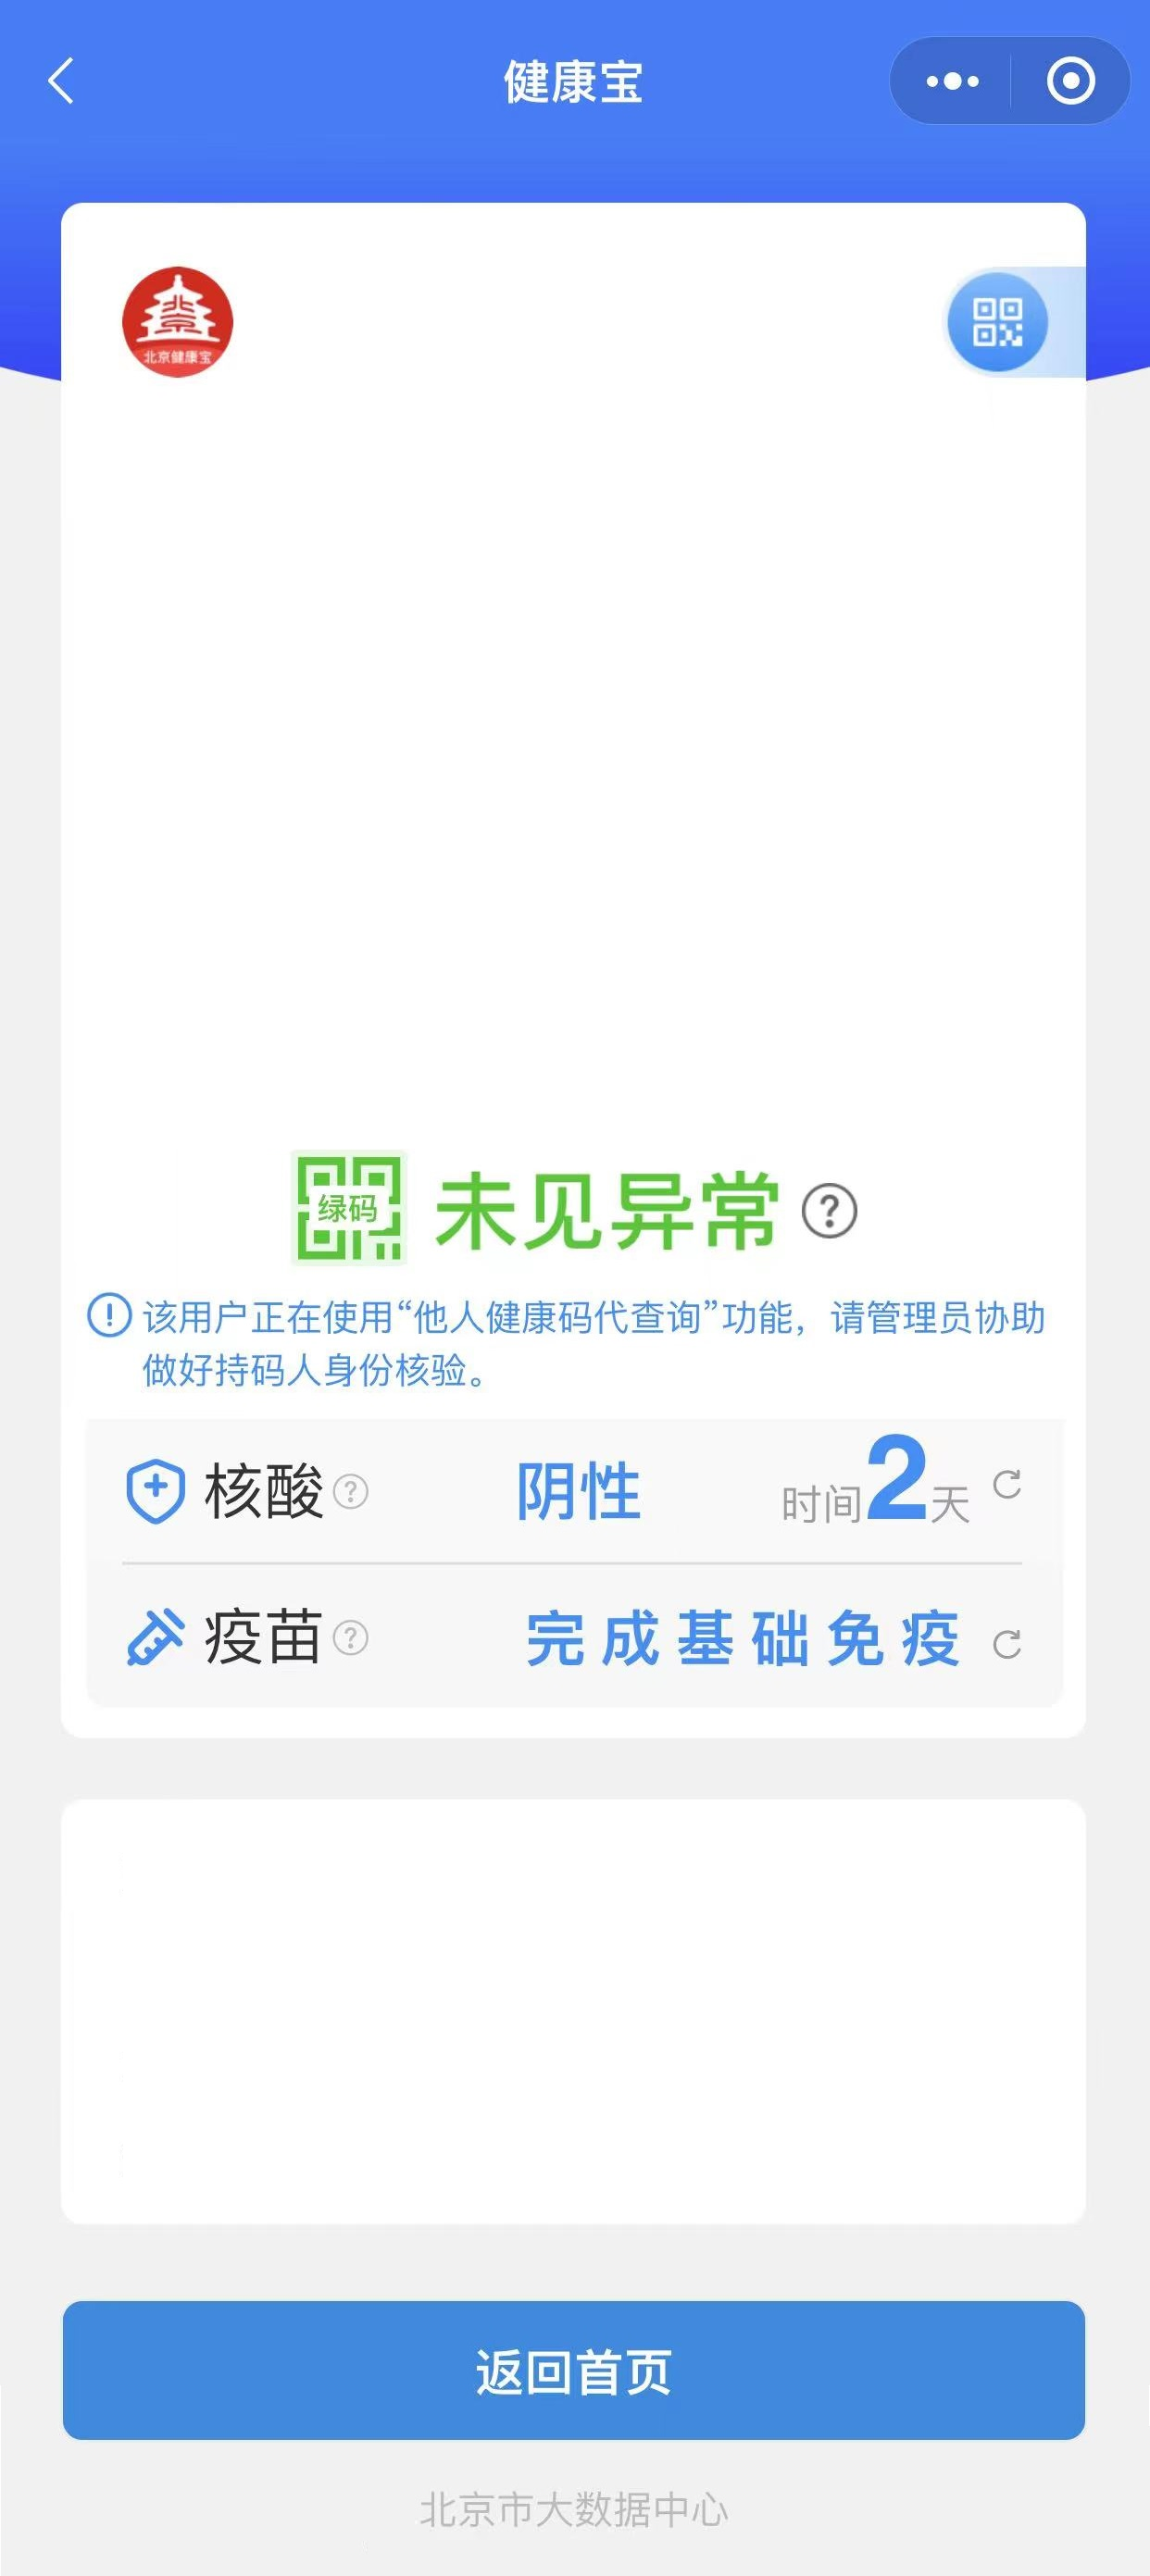 健康宝
北京健康宝
绿码
未见异常
该用户正在使用“他人健康码代查询”功能，请管理员协助
做好持码人身份核验。
核酸 阴性 时间2天
疫苗 完成基础免疫
返回首页
北京市大数据中心